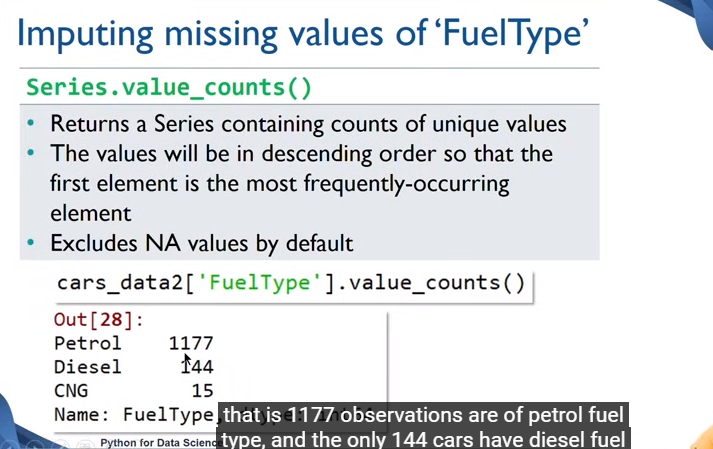 Imputing missing values of ‘FuelType’
Series.value_counts()
• Returns a Series containing counts of unique values
• The values will be in descending order so that the
first element is the most frequently-occurring
element
• Excludes NA values by default
cars_data2['FuelType'].value_counts()
Out[28]:
Petrol 1177
Diesel 144
CNG 15
Name: FuelType,
that is 1177 observations are of petrol fuel
Python for Data Science
type, and the only 144 cars have diesel fuel